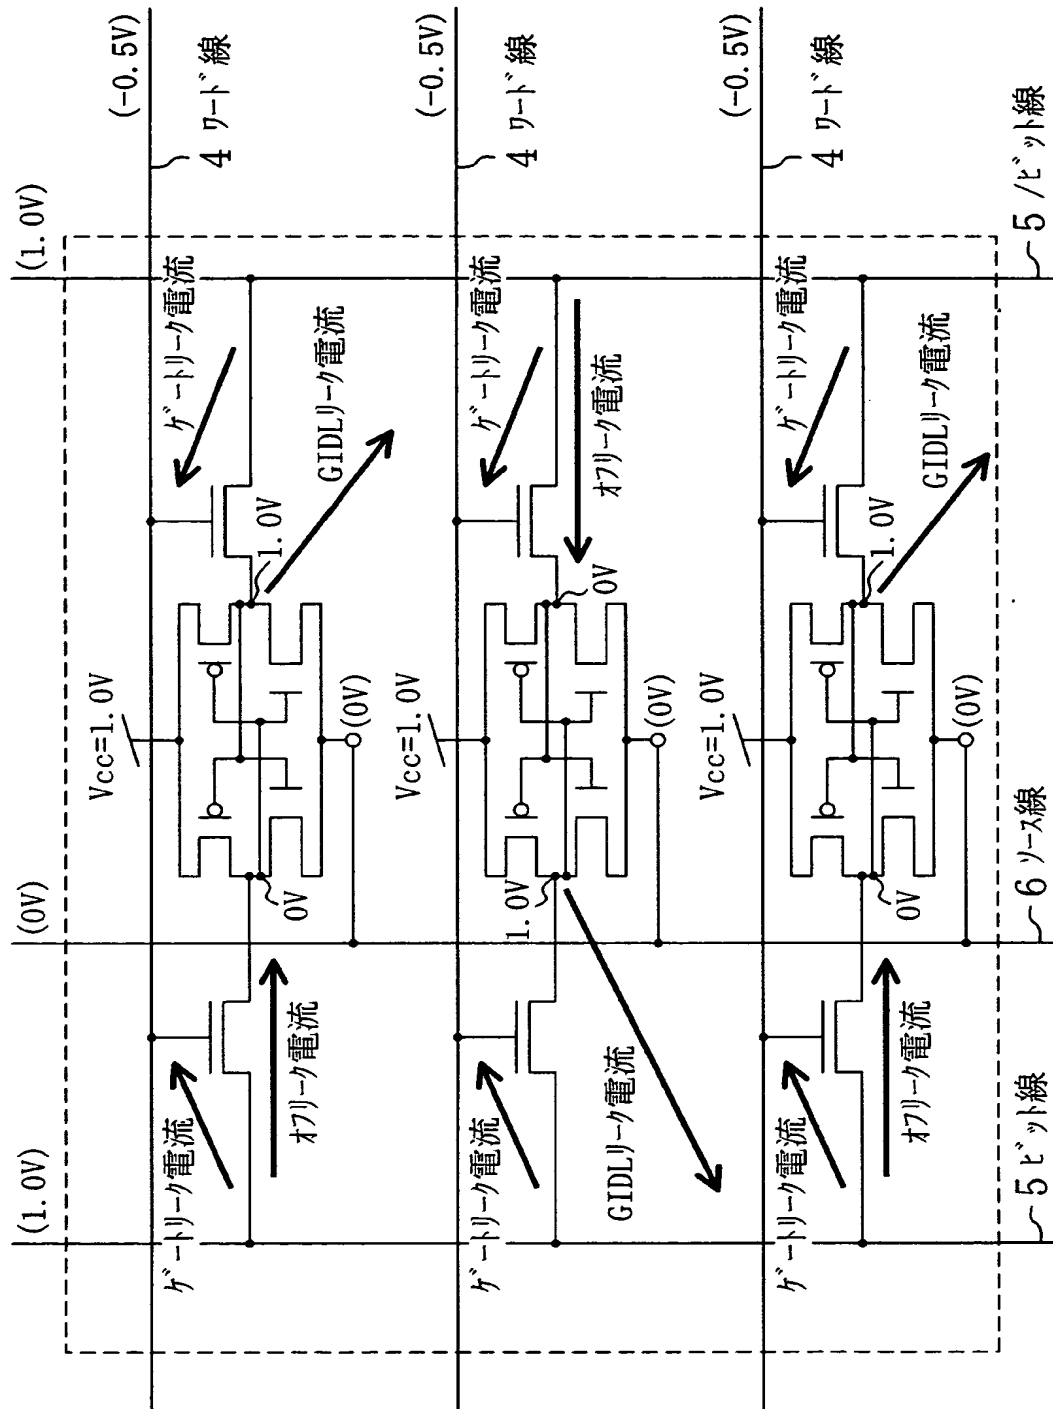 (1.0V)
(0V)
(1.0V)
(-0.5V)
4 ワード線
Vcc=1.0V
ゲートリーク電流
ゲートリーク電流
オフリーク電流
GIDLリーク電流
0V
1.0V
(0V)
(-0.5V)
4 ワード線
Vcc=1.0V
ゲートリーク電流
ゲートリーク電流
GIDLリーク電流
オフリーク電流
1.0V
0V
(0V)
(-0.5V)
4 ワード線
Vcc=1.0V
ゲートリーク電流
ゲートリーク電流
オフリーク電流
GIDLリーク電流
0V
1.0V
(0V)
5 ビット線
6 ソース線
5 /ビット線